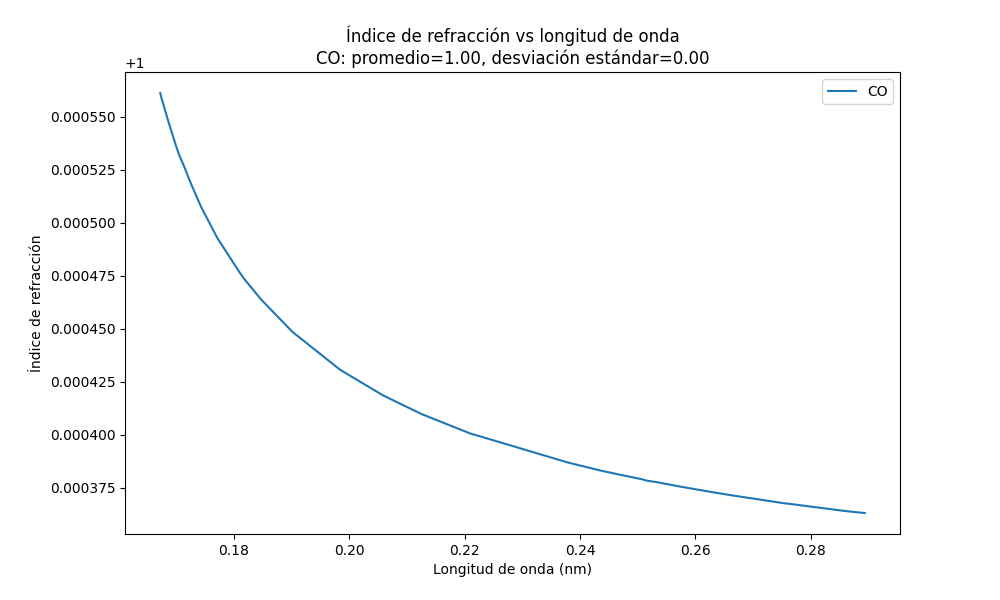 Índice de refracción vs longitud de onda
CO: promedio=1.00, desviación estándar=0.00
+1
CO
0.000550
0.000525
0.000500
0.000475
0.000450
0.000425
0.000400
0.000375
Índice de refracción
0.18 0.20 0.22 0.24 0.26 0.28
Longitud de onda (nm)